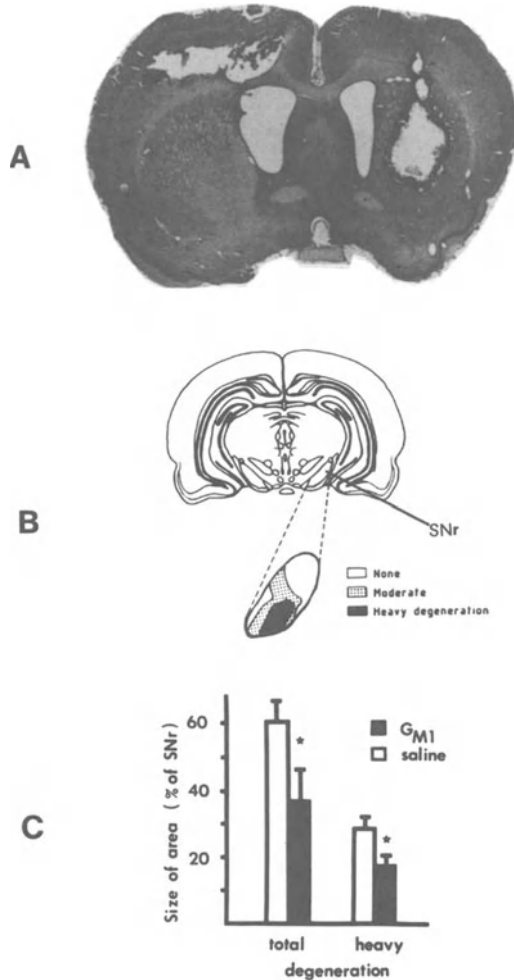 A
B
SNr
None
Moderate
Heavy degeneration
C
Size of area (% of SNr)
60
40
20
GM1
saline
*
*
total
heavy
degeneration